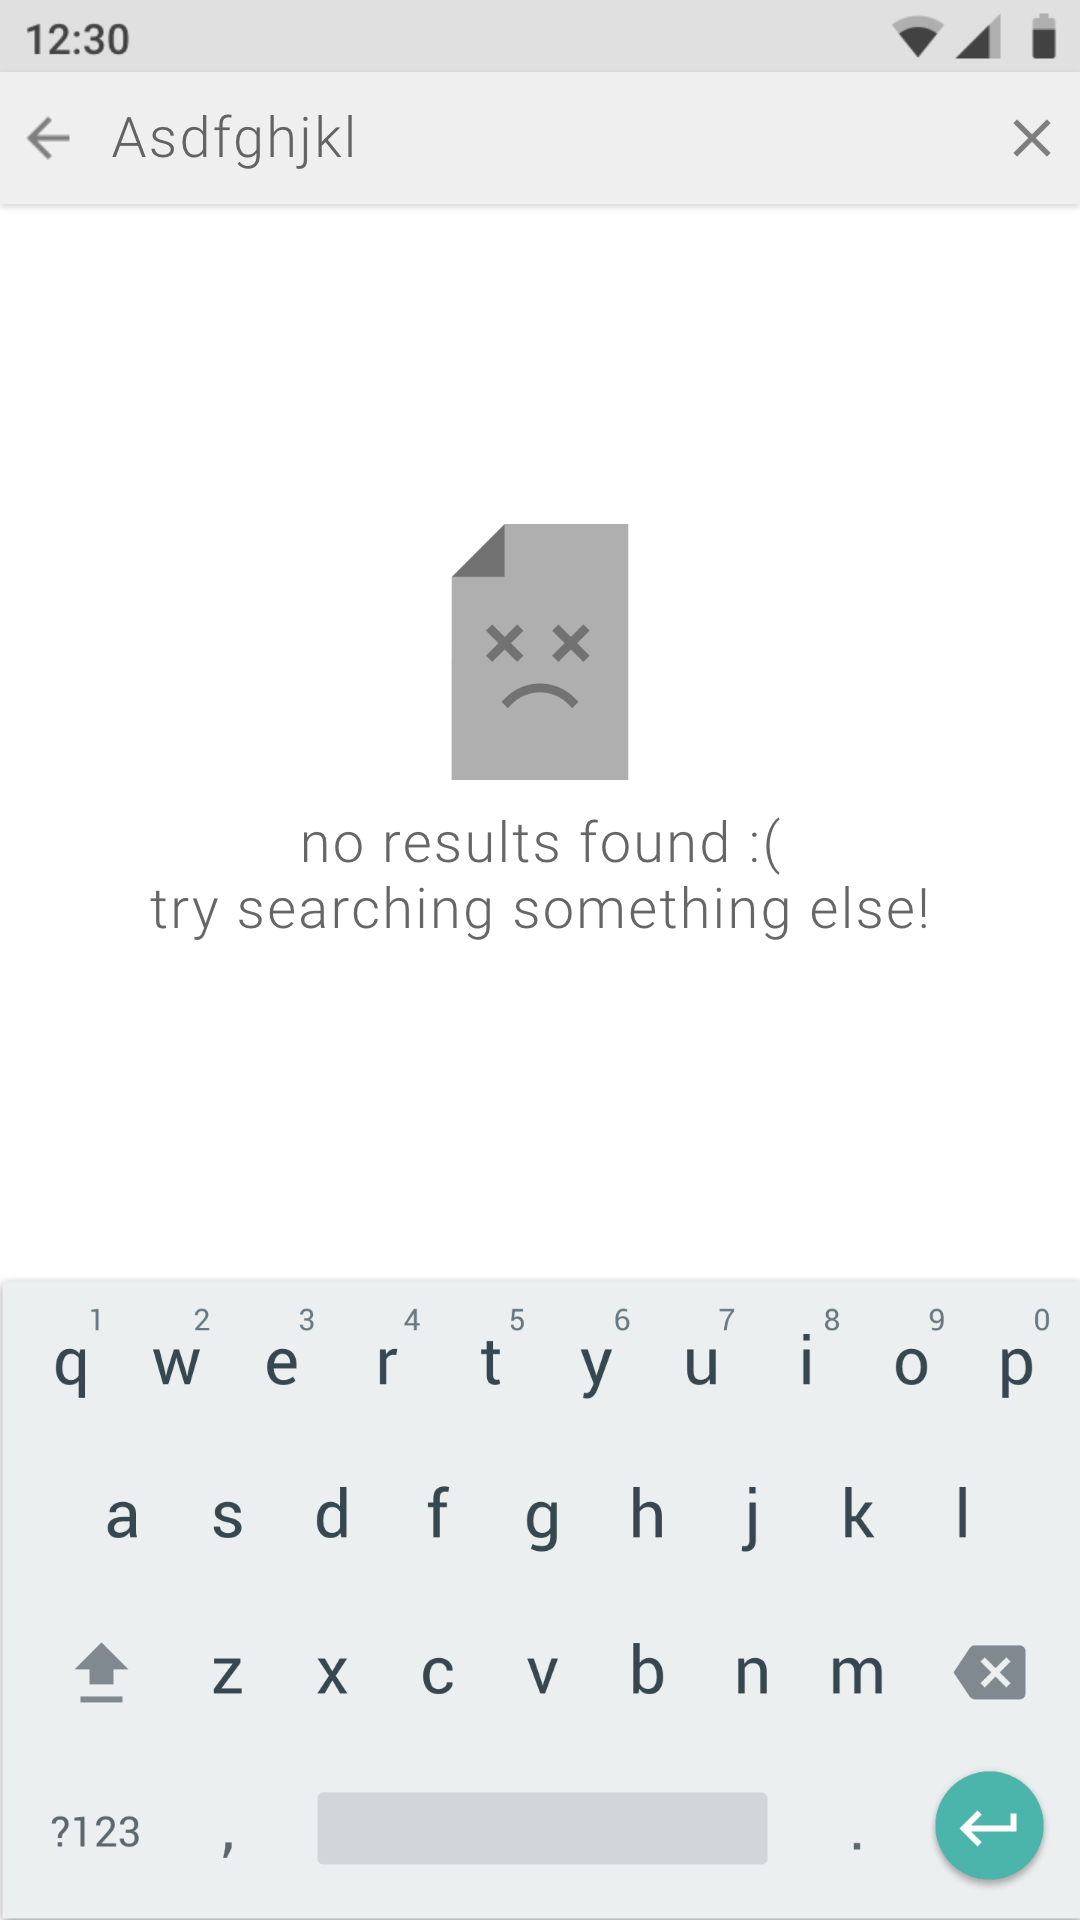 12:30
Asdfghjkl
no results found :(
try searching something else!
1 2 3 4 5 6 7 8 9 0
q w e r t y u i o p
a s d f g h j k l
z x c v b n m
?123 , .